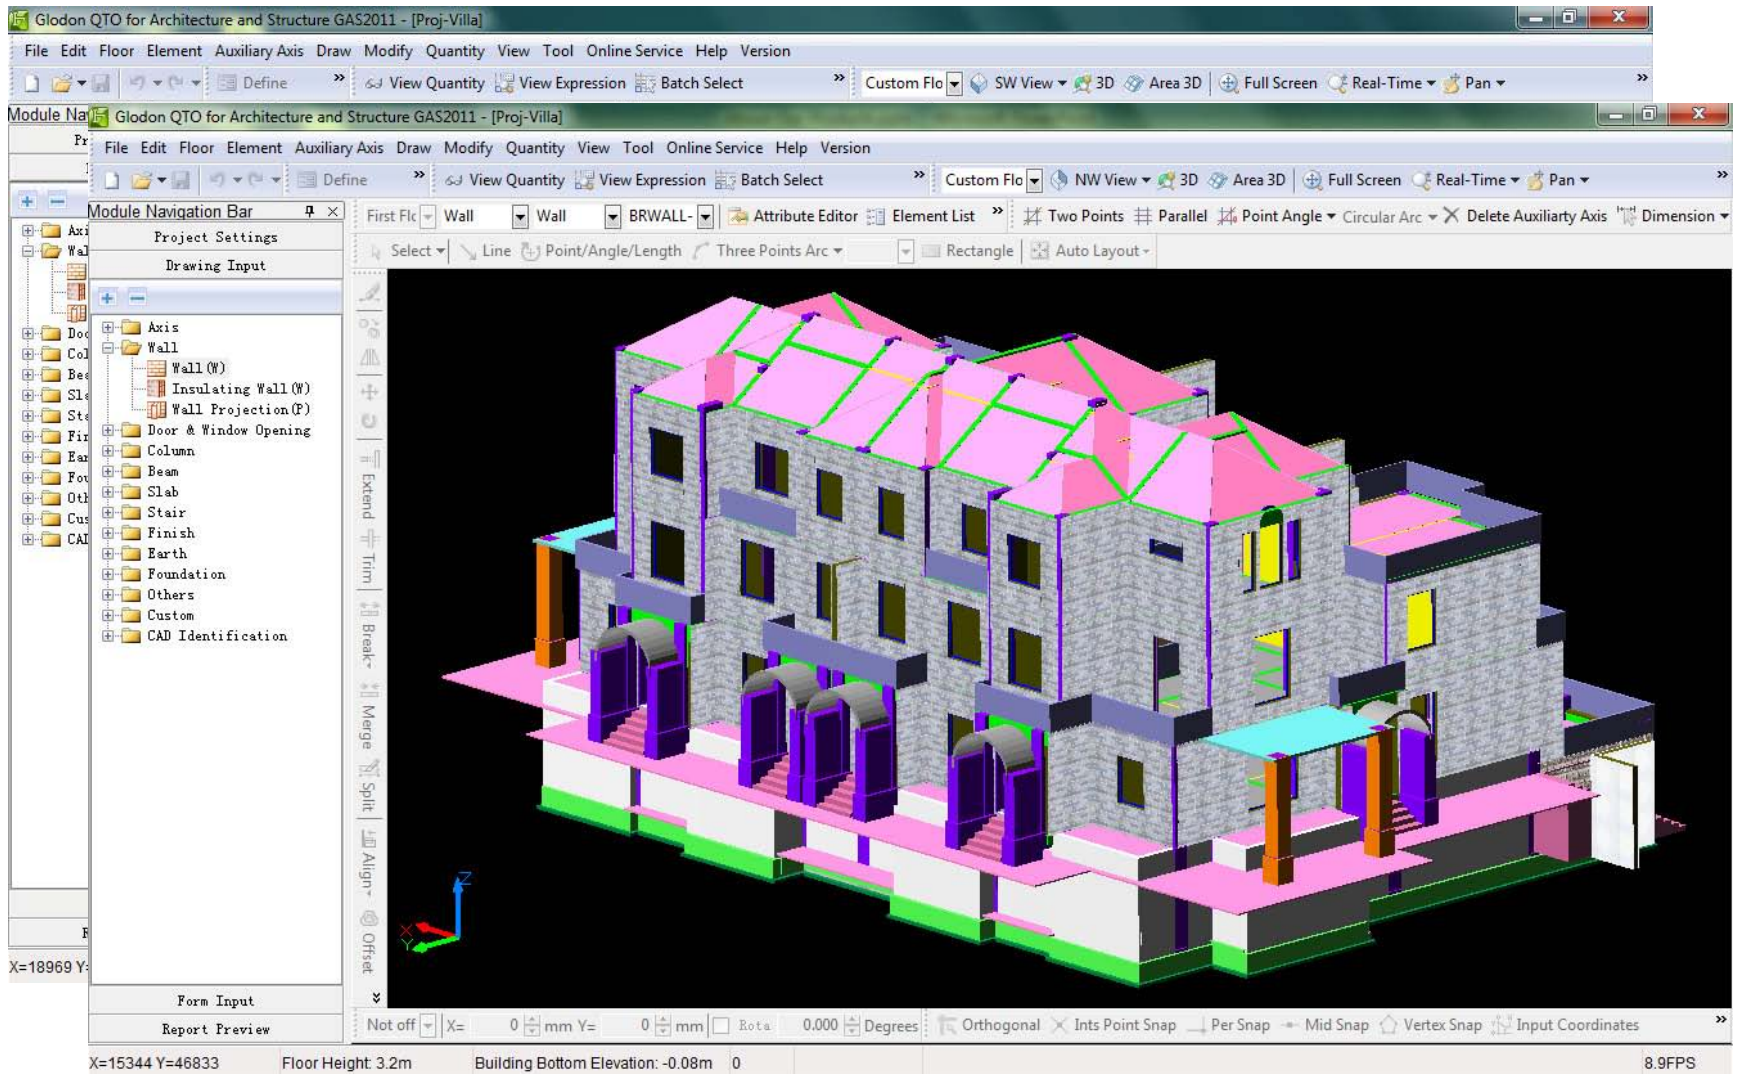 Glodon QTO for Architecture and Structure GAS2011 - [Proj-Villa]
File Edit Floor Element Auxiliary Axis Draw Modify Quantity View Tool Online Service Help Version
Define » View Quantity View Expression Batch Select » Custom Flo SW View 3D Area 3D Full Screen Real-Time Pan »
Module Na
Glodon QTO for Architecture and Structure GAS2011 - [Proj-Villa]
File Edit Floor Element Auxiliary Axis Draw Modify Quantity View Tool Online Service Help Version
Define » View Quantity View Expression Batch Select » Custom Flo NW View 3D Area 3D Full Screen Real-Time Pan »
Module Navigation Bar
First Flc Wall Wall BRWALL- Attribute Editor Element List » Two Points Parallel Point Angle Circular Arc Delete Auxiliarty Axis Dimension
Project Settings
Select Line Point/Angle/Length Three Points Arc Rectangle Auto Layout
Drawing Input
Axis
Wall
Wall(W)
Insulating Wall(W)
Wall Projection(P)
Door & Window Opening
Column
Beam
Slab
Stair
Finish
Earth
Foundation
Others
Custom
CAD Identification
Extend
Trim
Break
Merge
Split
Align
Offset
Z
X
Y
X=18969 Y=
Form Input
Report Preview
Not off X= 0 mm Y= 0 mm Rota 0.000 Degrees Orthogonal Ints Point Snap Per Snap Mid Snap Vertex Snap Input Coordinates »
X=15344 Y=46833 Floor Height: 3.2m Building Bottom Elevation: -0.08m 0 8.9FPS